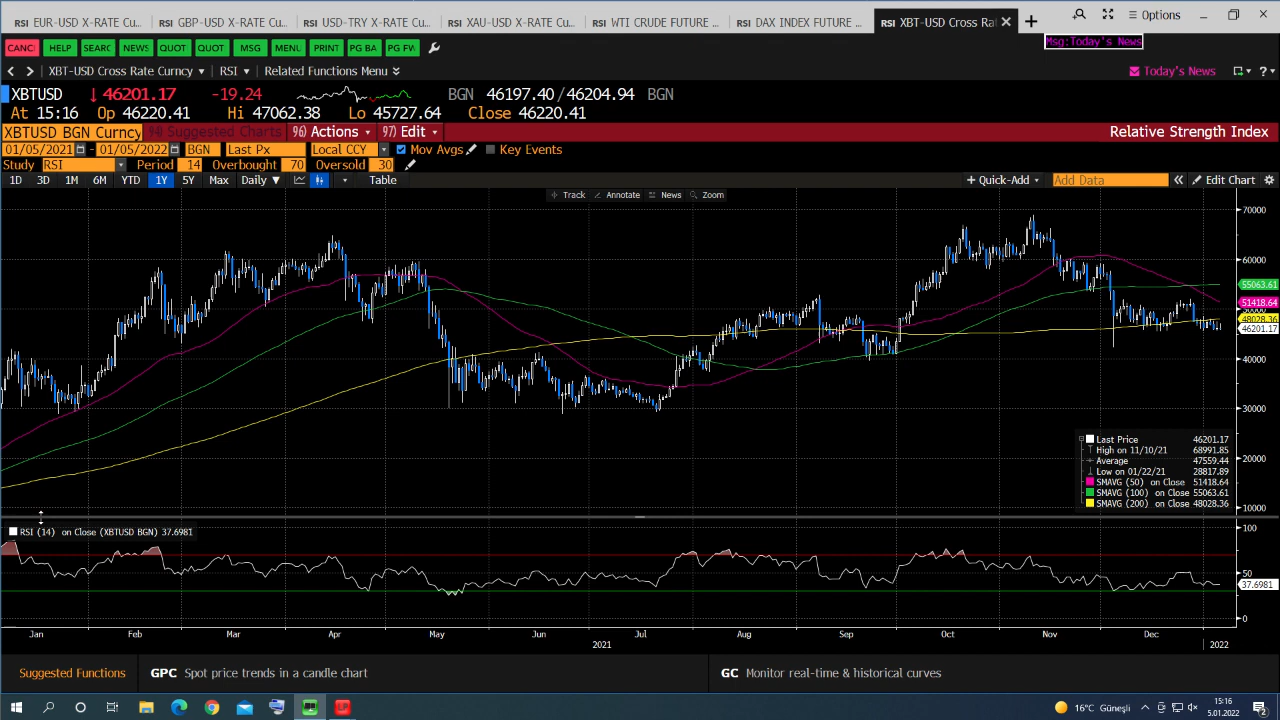 RSI EUR-USD X-RATE Cu... RSI GBP-USD X-RATE Cu... RSI USD-TRY X-RATE Cu... RSI XAU-USD X-RATE Cu... RSI WTI CRUDE FUTURE ... RSI DAX INDEX FUTURE ... RSI XBT-USD Cross Rat Options
CANC HELP SEARC NEWS QUOT QUOT MSG MENU PRINT PG BA PG FW Msg:Today's News
XBT-USD Cross Rate Curncy RSI Related Functions Menu Today's News ?
XBTUSD 46201.17 -19.24 BGN 46197.40 /46204.94 BGN
At 15:16 Op 46220.41 Hi 47062.38 Lo 45727.64 Close 46220.41
XBTUSD BGN Curncy 94) Suggested Charts 96) Actions 97) Edit Relative Strength Index
01/05/2021 - 01/05/2022 BGN Last Px Local CCY Mov Avgs Key Events
Study RSI Period 14 Overbought 70 Oversold 30
1D 3D 1M 6M YTD 1Y 5Y Max Daily ▼ Table + Quick-Add Add Data « Edit Chart
Track Annotate News Zoom
70000
60000
55063.61
51418.64
50000
48028.36
46201.17
40000
30000
20000
10000
Last Price 46201.17
High on 11/10/21 68991.85
Average 47559.44
Low on 01/22/21 28817.89
SMAVG (50) on Close 51418.64
SMAVG (100) on Close 55063.61
SMAVG (200) on Close 48028.36
RSI (14) on Close (XBTUSD BGN) 37.6981
100
50
37.6981
0
Jan Feb Mar Apr May Jun Jul Aug Sep Oct Nov Dec
2021 2022
Suggested Functions GPC Spot price trends in a candle chart GC Monitor real-time & historical curves
16°C Güneşli 15:16
5.01.2022 2